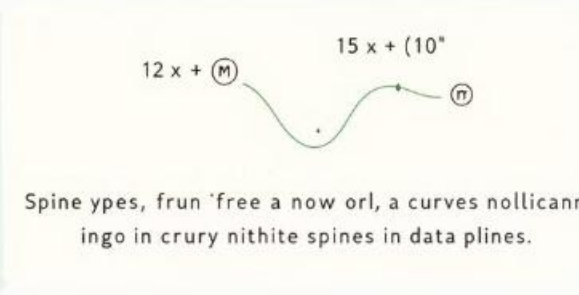 15 x + (10"
12 x + Ⓜ
π
Spine ypes, frun 'free a now orl, a curves nollicann
ingo in crury nithite spines in data plines.